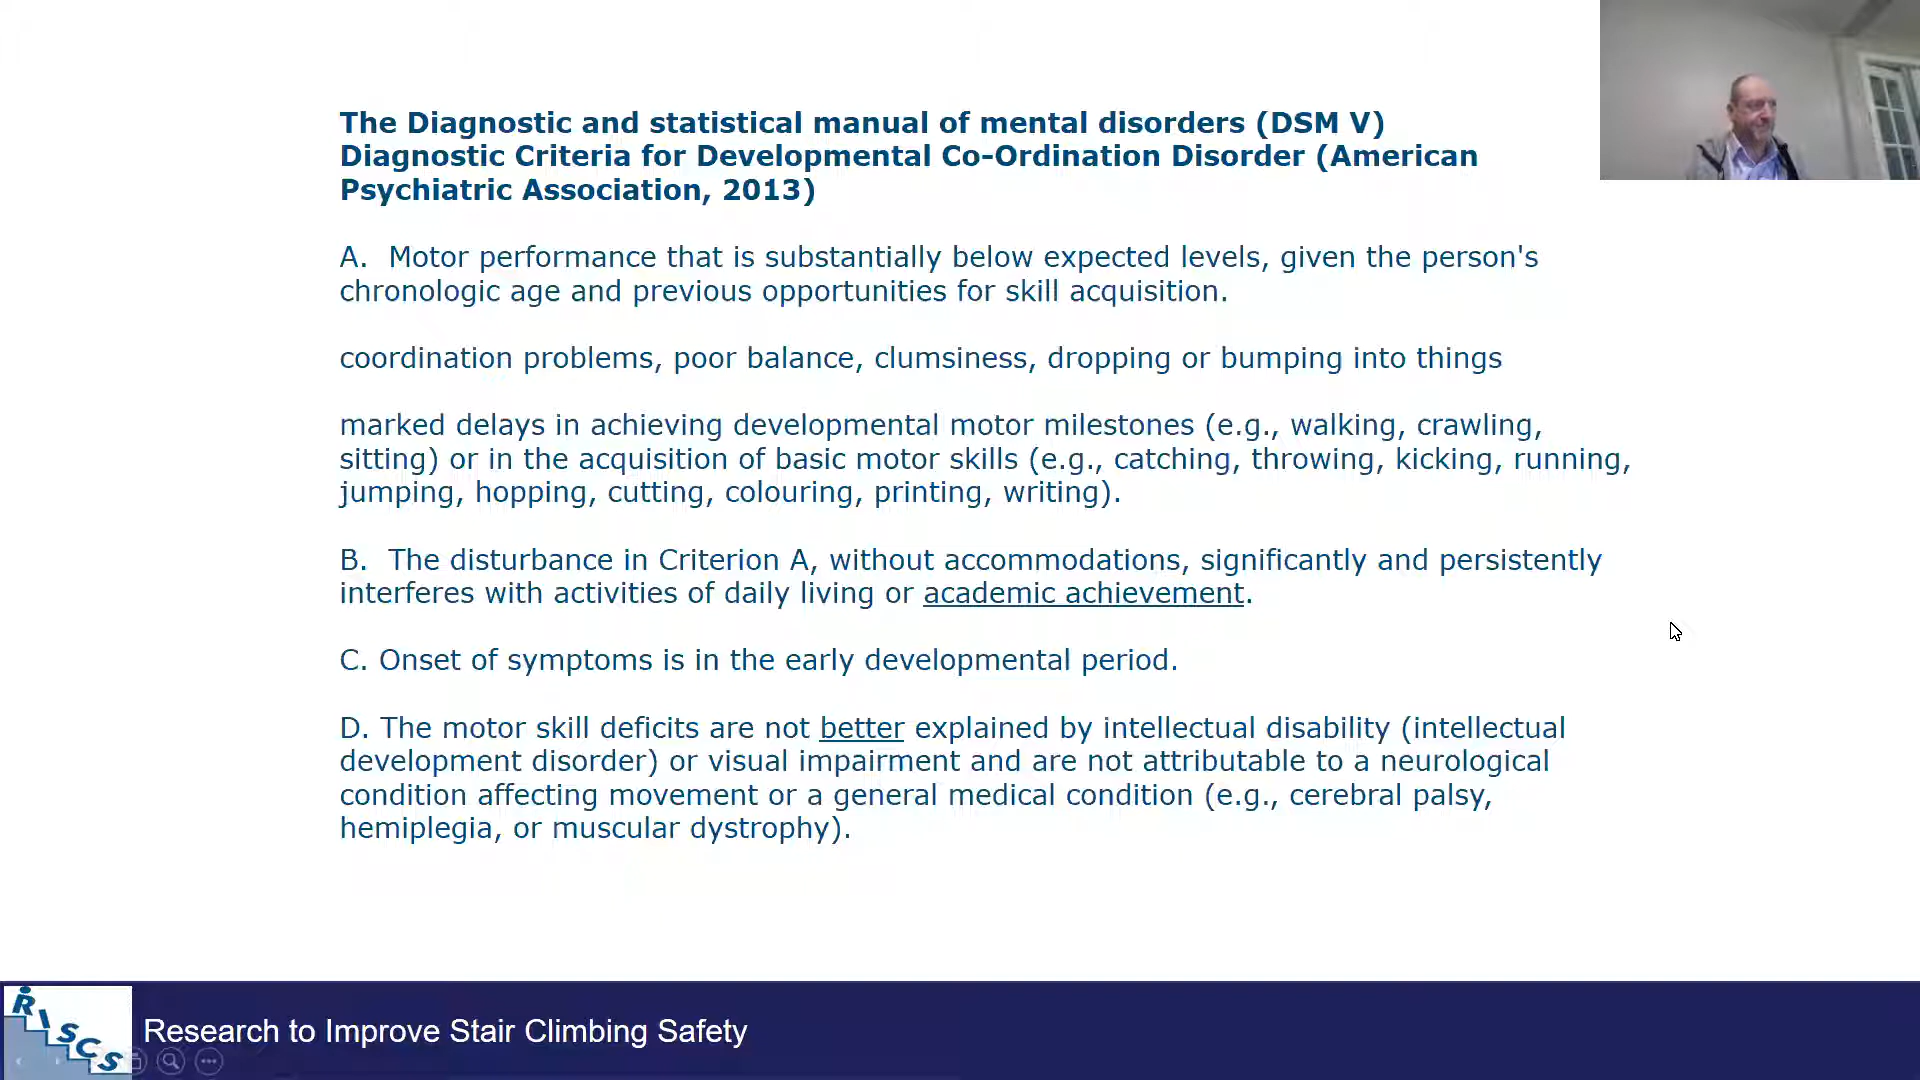 The Diagnostic and statistical manual of mental disorders (DSM V)
Diagnostic Criteria for Developmental Co-Ordination Disorder (American
Psychiatric Association, 2013)
A.  Motor performance that is substantially below expected levels, given the person's
chronologic age and previous opportunities for skill acquisition.
coordination problems, poor balance, clumsiness, dropping or bumping into things
marked delays in achieving developmental motor milestones (e.g., walking, crawling,
sitting) or in the acquisition of basic motor skills (e.g., catching, throwing, kicking, running,
jumping, hopping, cutting, colouring, printing, writing).
B.  The disturbance in Criterion A, without accommodations, significantly and persistently
interferes with activities of daily living or academic achievement.
C. Onset of symptoms is in the early developmental period.
D. The motor skill deficits are not better explained by intellectual disability (intellectual
development disorder) or visual impairment and are not attributable to a neurological
condition affecting movement or a general medical condition (e.g., cerebral palsy,
hemiplegia, or muscular dystrophy).
RISCS
Research to Improve Stair Climbing Safety